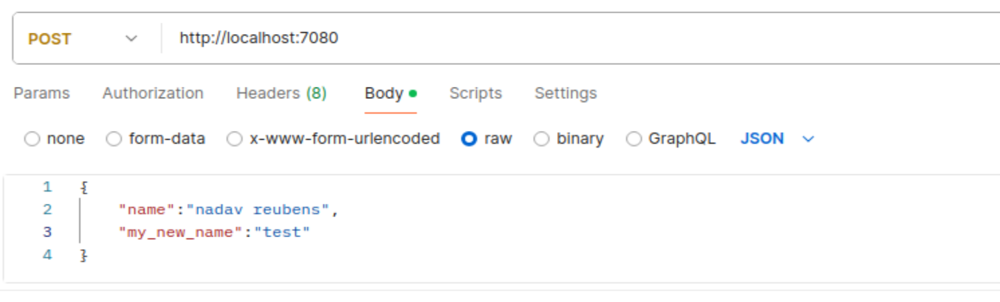 POST http://localhost:7080
Params Authorization Headers (8) Body Scripts Settings
none form-data x-www-form-urlencoded raw binary GraphQL JSON
1 {
2 "name":"nadav reubens",
3 "my_new_name":"test"
4 }